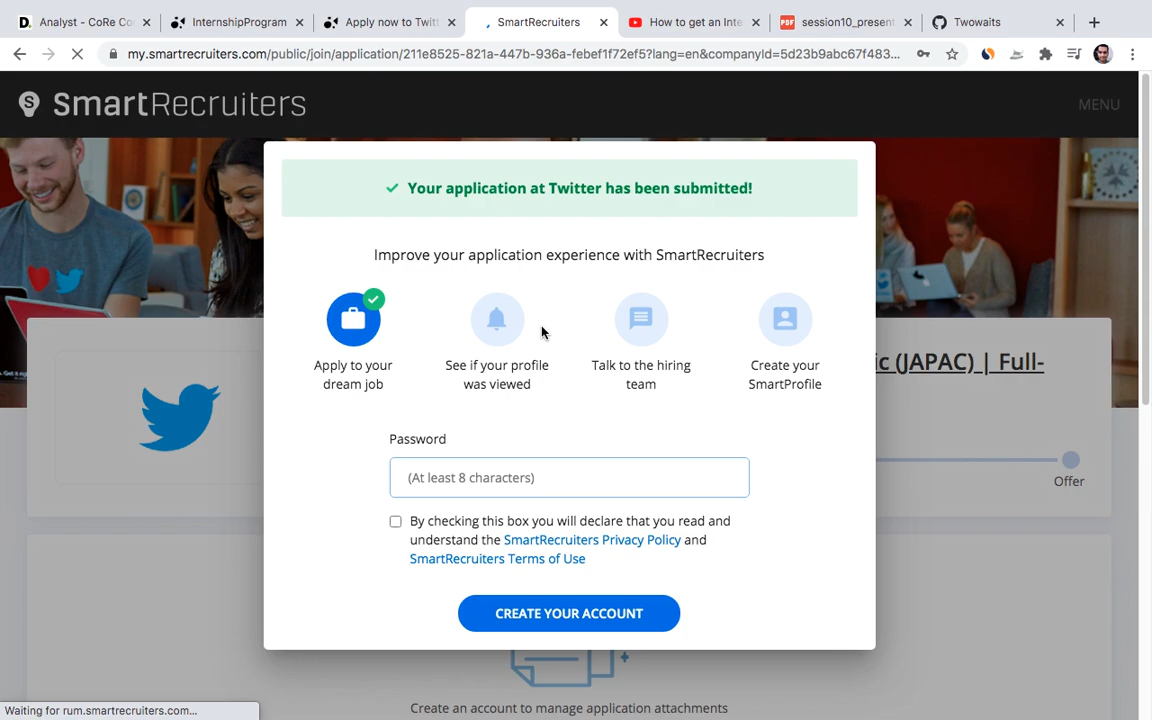 Analyst - CoRe Co
InternshipProgram
Apply now to Twitt
SmartRecruiters
How to get an Inte
PDF
session10_present
Twowaits
my.smartrecruiters.com/public/join/application/211e8525-821a-447b-936a-febef1f72ef5?lang=en&companyId=5d23b9abc67f483...
SmartRecruiters
MENU
Your application at Twitter has been submitted!
Improve your application experience with SmartRecruiters
Apply to your
dream job
See if your profile
was viewed
Talk to the hiring
team
Create your
SmartProfile
ic (JAPAC) | Full-
Password
(At least 8 characters)
Offer
By checking this box you will declare that you read and
understand the SmartRecruiters Privacy Policy and
SmartRecruiters Terms of Use
CREATE YOUR ACCOUNT
Create an account to manage application attachments
Waiting for rum.smartrecruiters.com...